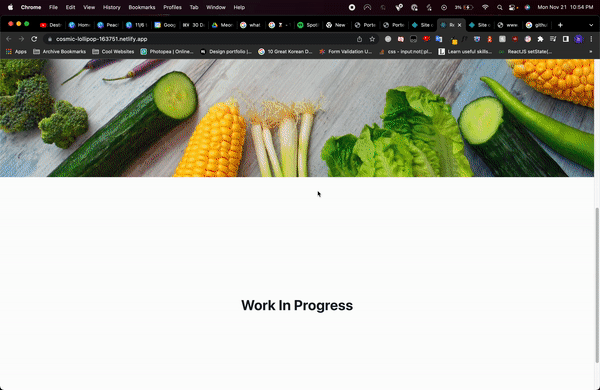 Chrome File Edit View History Bookmarks Profiles Tab Window Help 3% Mon Nov 21 10:54 PM
Desi Hom Peac 11/6 Goog 30 D Meor what Spoti New Portf Portf Site Site www. githu
cosmic-lollipop-163751.netlify.app
Apps Archive Bookmarks Cool Websites Photopea | Online... Design portfolio |... 10 Great Korean D... Form Validation U... css - input:not(:pl... Learn useful skills... ReactJS setState(...
Work In Progress